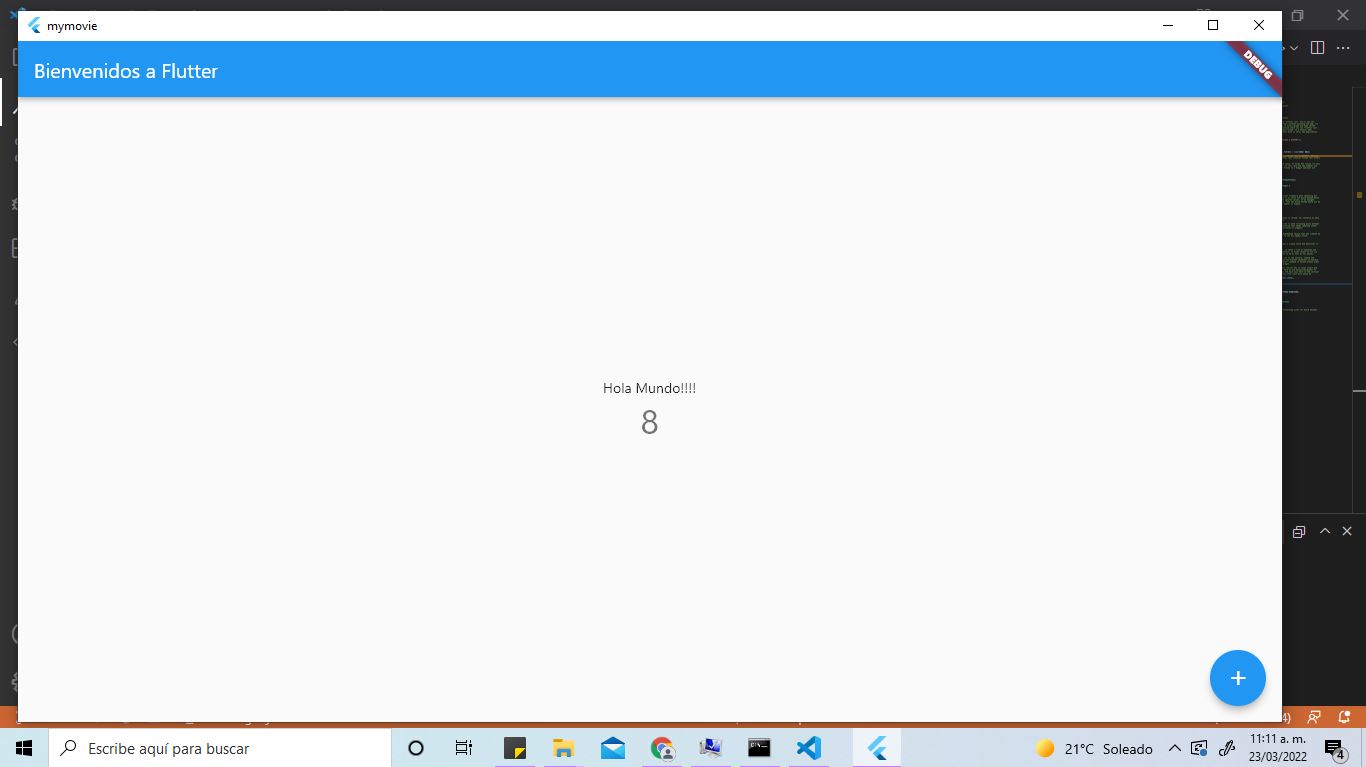 mymovie
Bienvenidos a Flutter
DEBUG
Hola Mundo!!!!
8
Escribe aquí para buscar
21°C Soleado
11:11 a. m.
23/03/2022
4